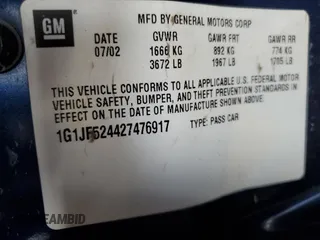 GM
MFD BY GENERAL MOTORS CORP
DATE GVWR GAWR FRT GAWR RR
07/02 1666 KG 892 KG 774 KG
3672 LB 1967 LB 1705 LB
THIS VEHICLE CONFORMS TO ALL APPLICABLE U.S. FEDERAL MOTOR
VEHICLE SAFETY, BUMPER, AND THEFT PREVENTION STANDARDS IN
EFFECT ON THE DATE OF MANUFACTURE SHOWN ABOVE.
1G1JF524427476917 TYPE: PASS CAR